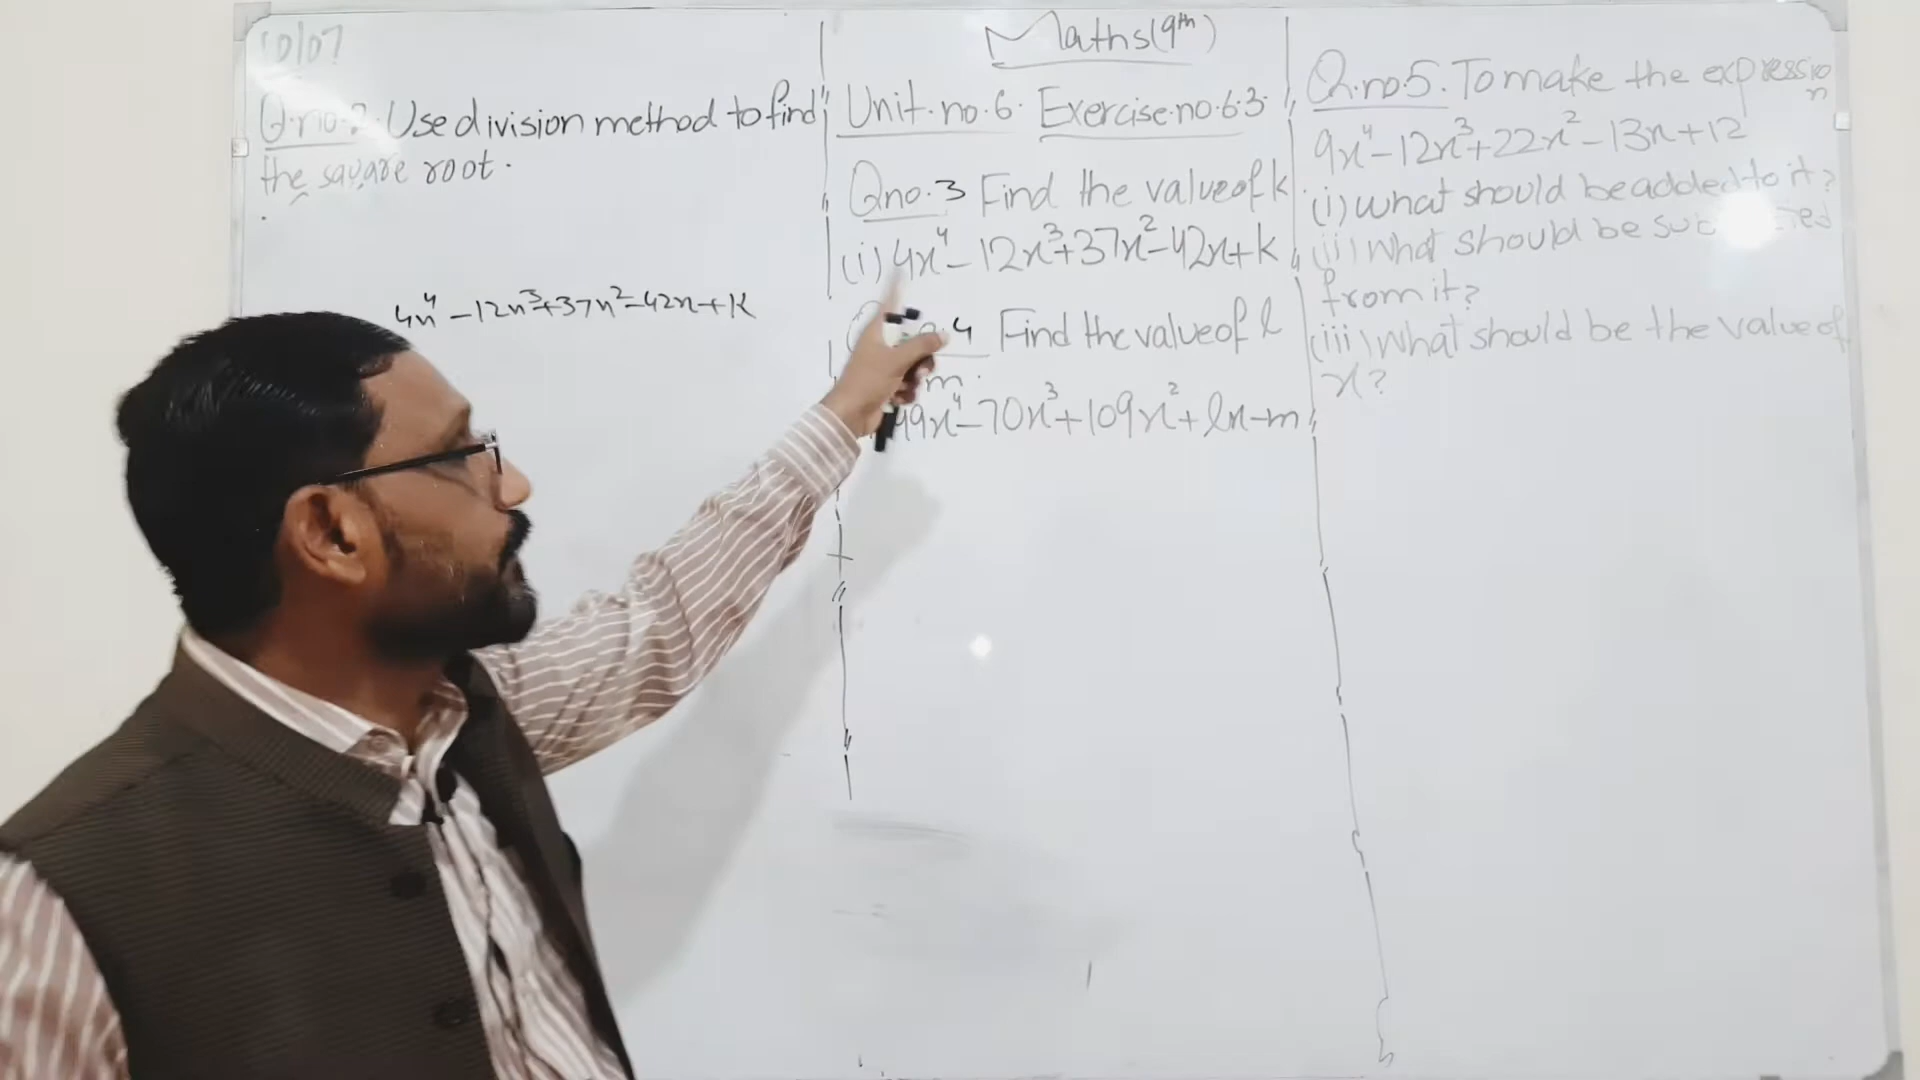 10/07
Q.no.2. Use division method to find
the square root.
4x⁴ - 12x³ + 37x² - 42x + k
Maths (9th)
Unit.no.6. Exercise.no.6.3.
Q no.3 Find the value of k.
(i) 4x⁴ - 12x³ + 37x² - 42x + k
4 Find the value of l
m.
49x⁴ - 70x³ + 109x² + lx - m
Q.no5. To make the expression
9x⁴ - 12x³ + 22x² - 13x + 12
(i) What should be added to it?
(ii) What should be
from it?
(iii) What should be the value of
x?